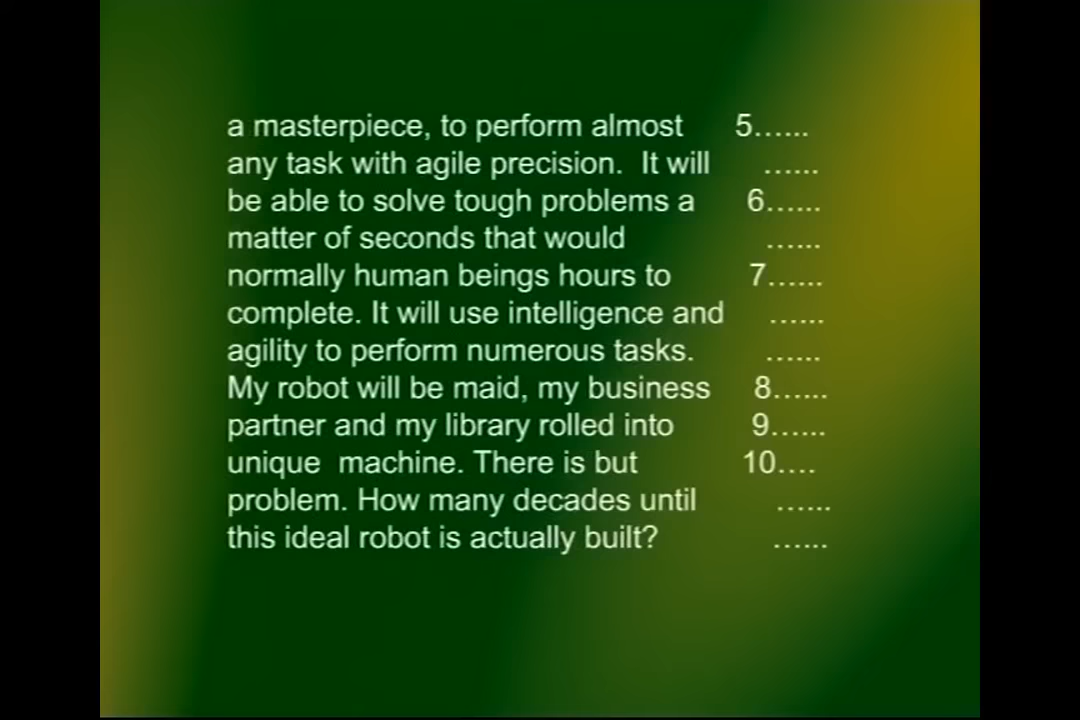 a masterpiece, to perform almost 5......
any task with agile precision.  It will ......
be able to solve tough problems a 6......
matter of seconds that would ......
normally human beings hours to 7......
complete. It will use intelligence and ......
agility to perform numerous tasks. ......
My robot will be maid, my business 8......
partner and my library rolled into 9......
unique  machine. There is but 10....
problem. How many decades until ......
this ideal robot is actually built? ......